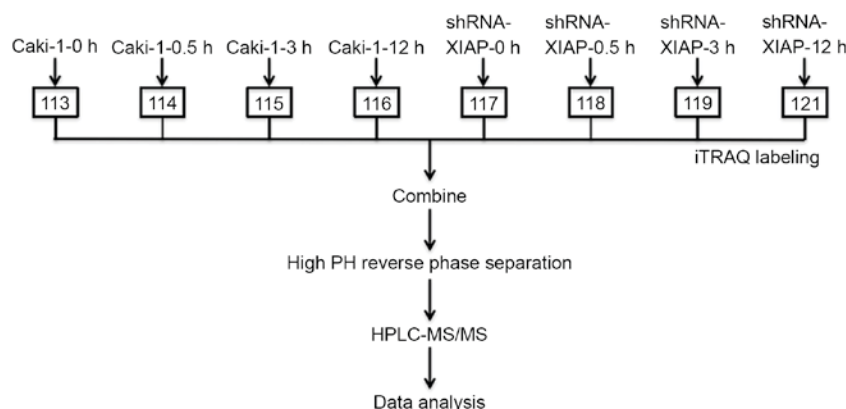 shRNA- shRNA- shRNA- shRNA-
Caki-1-0 h Caki-1-0.5 h Caki-1-3 h Caki-1-12 h XIAP-0 h XIAP-0.5 h XIAP-3 h XIAP-12 h
113 114 115 116 117 118 119 121
iTRAQ labeling
Combine
High PH reverse phase separation
HPLC-MS/MS
Data analysis